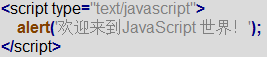 <script type="text/javascript">
alert('欢迎来到JavaScript 世界！');
</script>